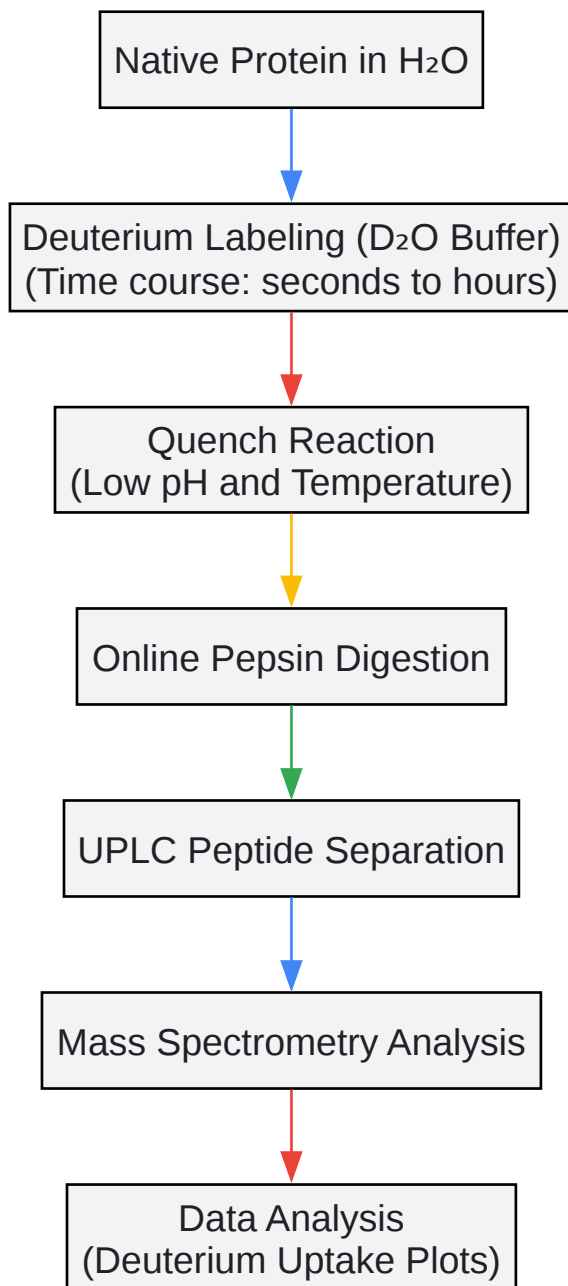 Native Protein in H₂O
Deuterium Labeling (D₂O Buffer)
(Time course: seconds to hours)
Quench Reaction
(Low pH and Temperature)
Online Pepsin Digestion
UPLC Peptide Separation
Mass Spectrometry Analysis
Data Analysis
(Deuterium Uptake Plots)